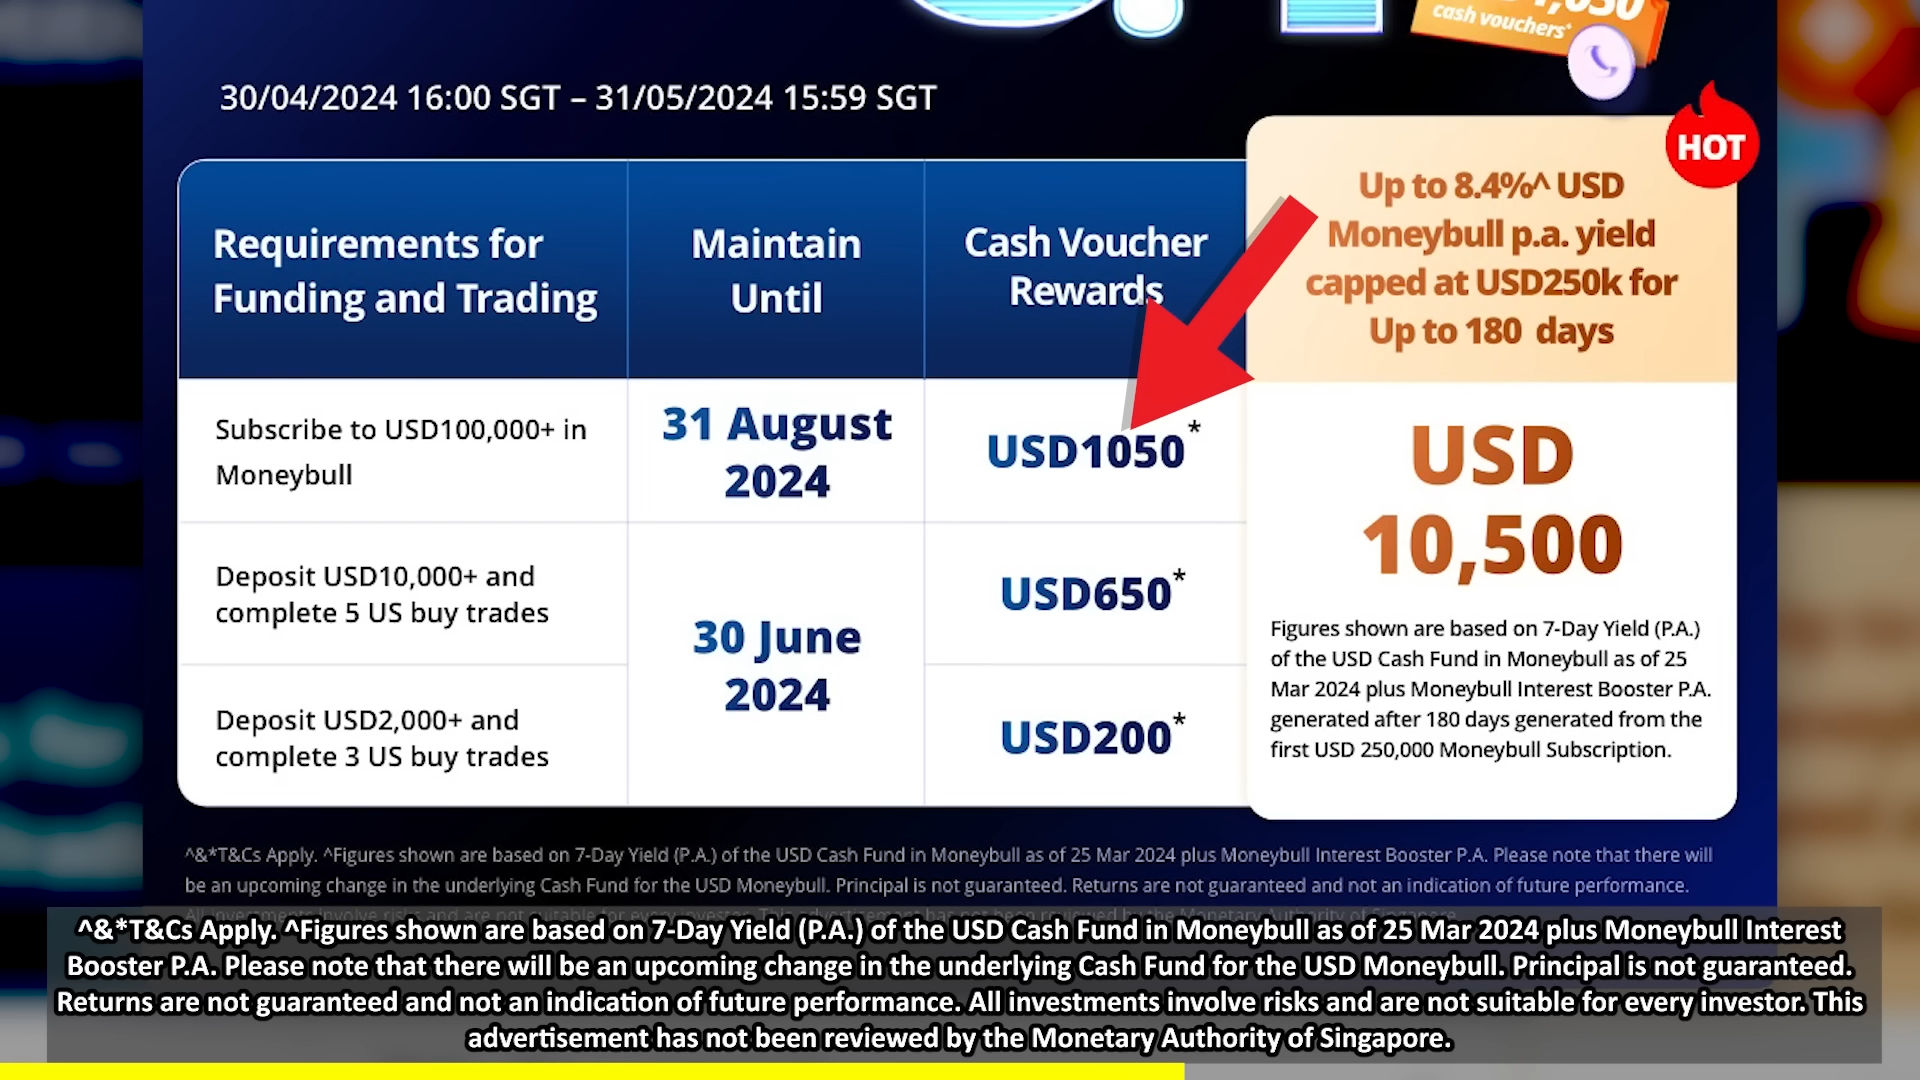 cash vouchers*
30/04/2024 16:00 SGT – 31/05/2024 15:59 SGT
HOT
Requirements for
Funding and Trading
Maintain
Until
Cash Voucher
Rewards
Up to 8.4%^ USD
Moneybull p.a. yield
capped at USD250k for
Up to 180 days
Subscribe to USD100,000+ in
Moneybull
31 August
2024
USD1050*
USD
10,500
Deposit USD10,000+ and
complete 5 US buy trades
30 June
2024
USD650*
Deposit USD2,000+ and
complete 3 US buy trades
USD200*
Figures shown are based on 7-Day Yield (P.A.)
of the USD Cash Fund in Moneybull as of 25
Mar 2024 plus Moneybull Interest Booster P.A.
generated after 180 days generated from the
first USD 250,000 Moneybull Subscription.
^&*T&Cs Apply. ^Figures shown are based on 7-Day Yield (P.A.) of the USD Cash Fund in Moneybull as of 25 Mar 2024 plus Moneybull Interest Booster P.A. Please note that there will
be an upcoming change in the underlying Cash Fund for the USD Moneybull. Principal is not guaranteed. Returns are not guaranteed and not an indication of future performance.
^&*T&Cs Apply. ^Figures shown are based on 7-Day Yield (P.A.) of the USD Cash Fund in Moneybull as of 25 Mar 2024 plus Moneybull Interest
Booster P.A. Please note that there will be an upcoming change in the underlying Cash Fund for the USD Moneybull. Principal is not guaranteed.
Returns are not guaranteed and not an indication of future performance. All investments involve risks and are not suitable for every investor. This
advertisement has not been reviewed by the Monetary Authority of Singapore.